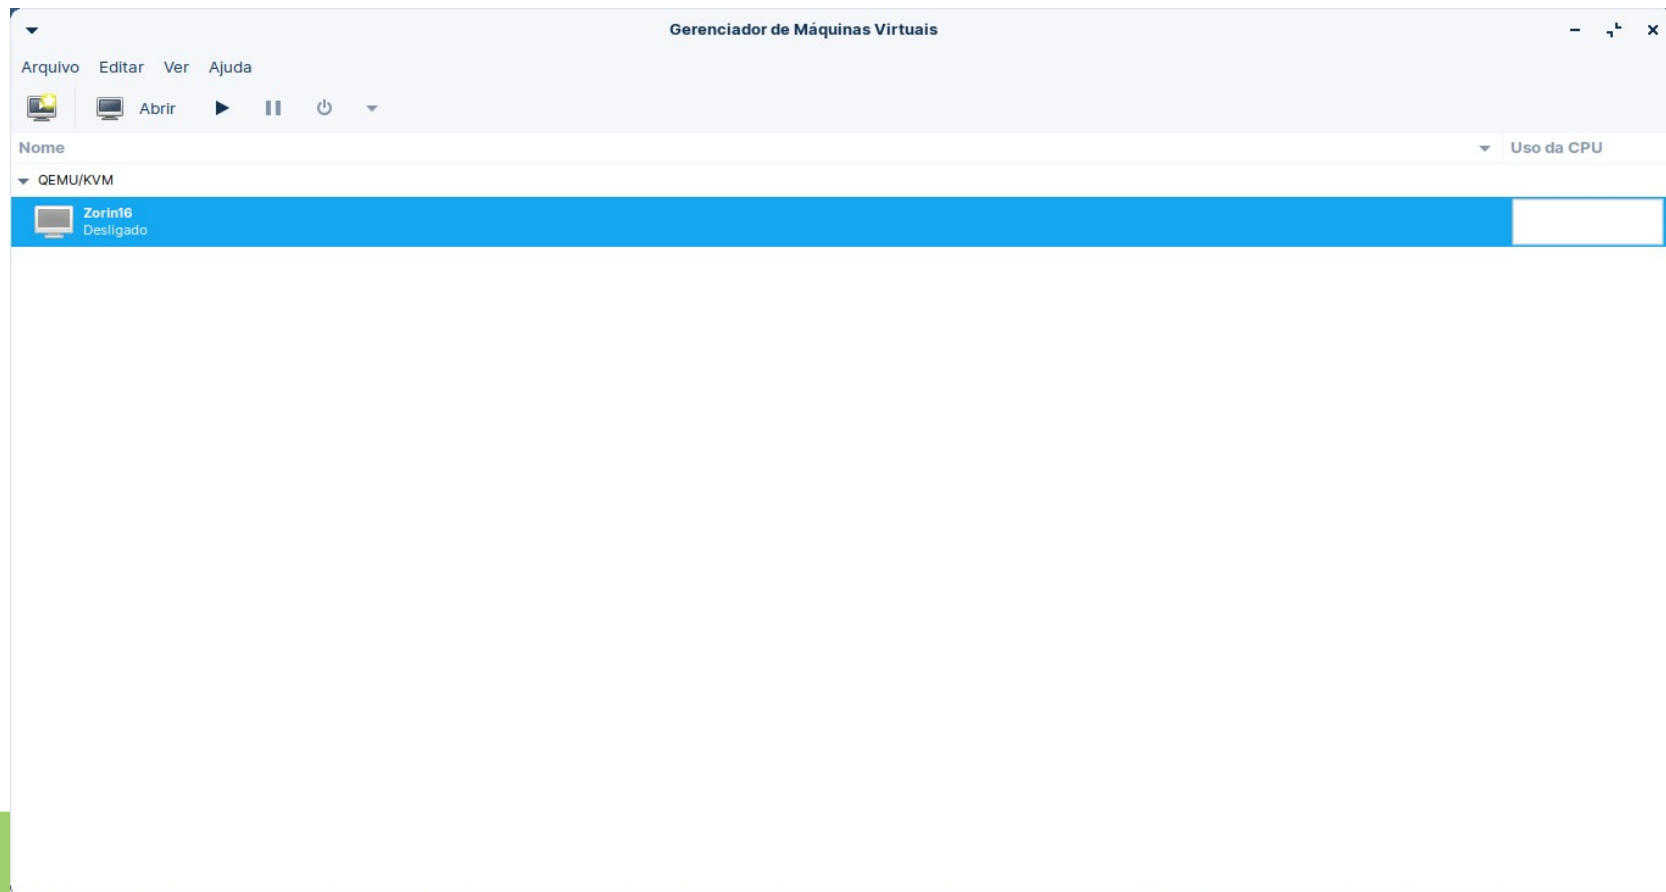 Gerenciador de Máquinas Virtuais
Arquivo Editar Ver Ajuda
Abrir
Nome Uso da CPU
QEMU/KVM
Zorin16
Desligado